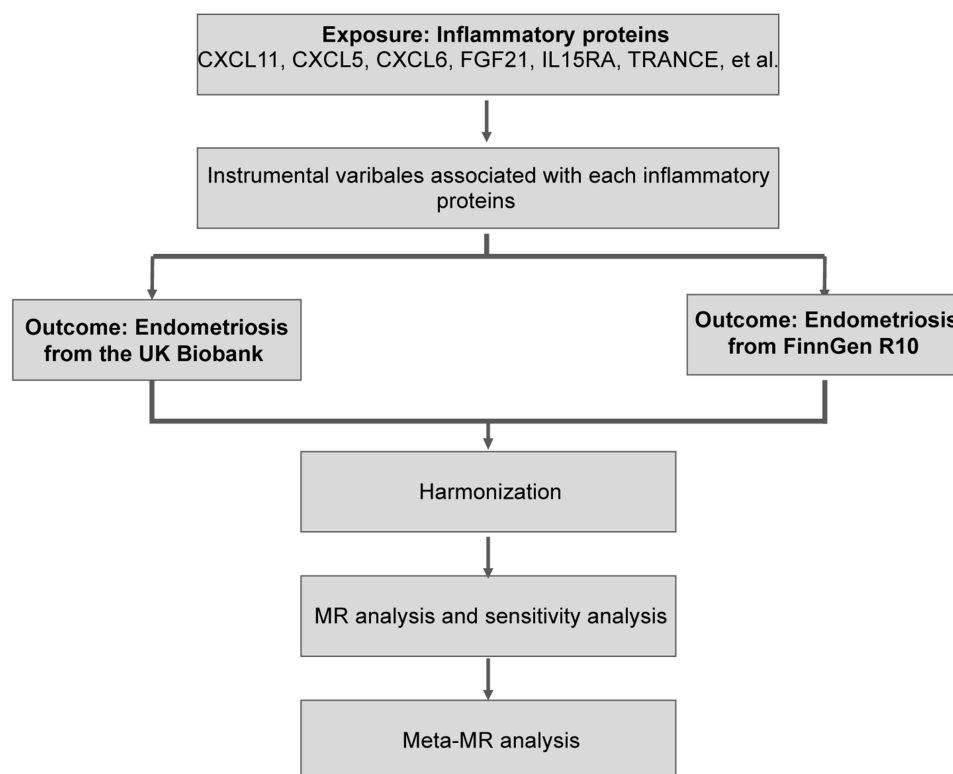 Exposure: Inflammatory proteins
CXCL11, CXCL5, CXCL6, FGF21, IL15RA, TRANCE, et al.
Instrumental varibales associated with each inflammatory
proteins
Outcome: Endometriosis
from the UK Biobank
Outcome: Endometriosis
from FinnGen R10
Harmonization
MR analysis and sensitivity analysis
Meta-MR analysis